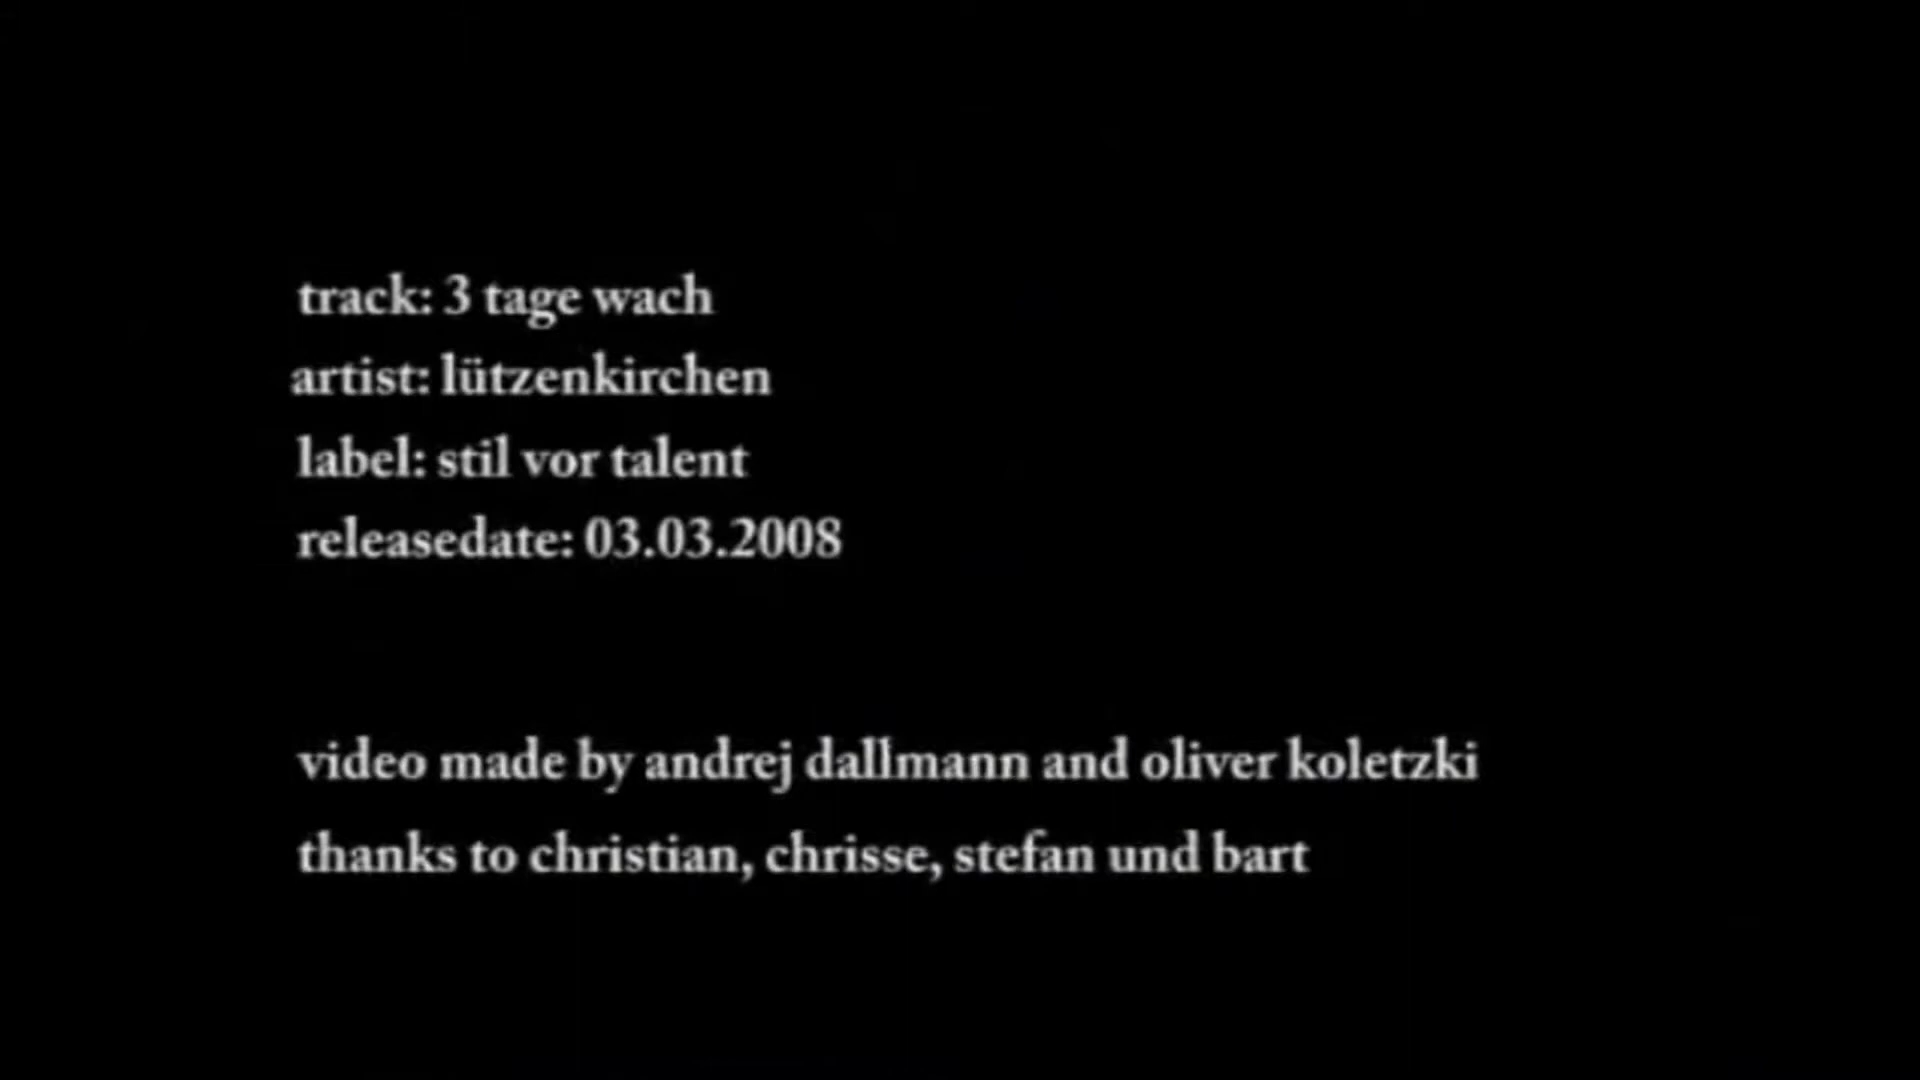 track: 3 tage wach
artist: lützenkirchen
label: stil vor talent
releasedate: 03.03.2008
video made by andrej dallmann and oliver koletzki
thanks to christian, chrisse, stefan und bart